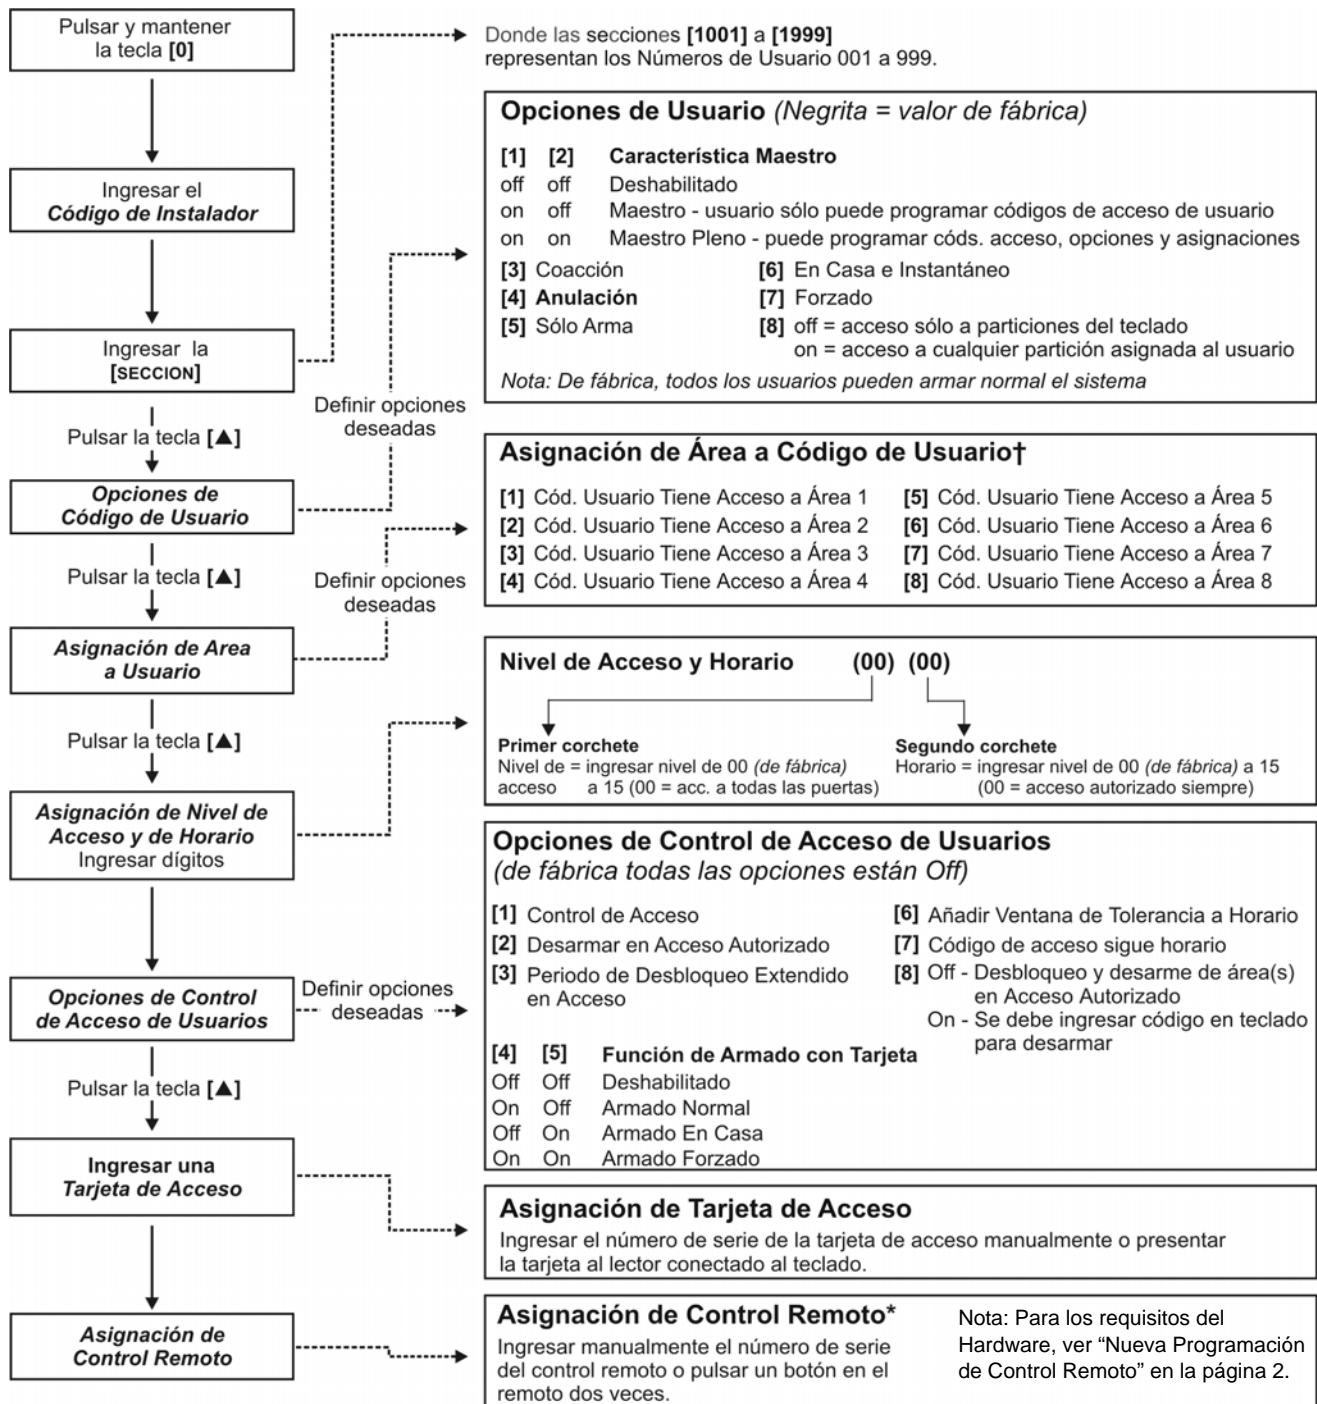 Pulsar y mantener
la tecla [0]
Ingresar el
Código de Instalador
Ingresar la
[SECCION]
Pulsar la tecla [▲]
Opciones de
Código de Usuario
Pulsar la tecla [▲]
Asignación de Area
a Usuario
Pulsar la tecla [▲]
Asignación de Nivel de
Acceso y de Horario
Ingresar dígitos
Opciones de Control
de Acceso de Usuarios
Pulsar la tecla [▲]
Ingresar una
Tarjeta de Acceso
Asignación de
Control Remoto
Definir opciones
deseadas
Definir opciones
deseadas
Definir opciones
deseadas
Donde las secciones [1001] a [1999]
representan los Números de Usuario 001 a 999.
Opciones de Usuario (Negrita = valor de fábrica)
[1] [2] Característica Maestro
off off Deshabilitado
on off Maestro - usuario sólo puede programar códigos de acceso de usuario
on on Maestro Pleno - puede programar códs. acceso, opciones y asignaciones
[3] Coacción [6] En Casa e Instantáneo
[4] Anulación [7] Forzado
[5] Sólo Arma [8] off = acceso sólo a particiones del teclado
on = acceso a cualquier partición asignada al usuario
Nota: De fábrica, todos los usuarios pueden armar normal el sistema
Asignación de Área a Código de Usuario†
[1] Cód. Usuario Tiene Acceso a Área 1 [5] Cód. Usuario Tiene Acceso a Área 5
[2] Cód. Usuario Tiene Acceso a Área 2 [6] Cód. Usuario Tiene Acceso a Área 6
[3] Cód. Usuario Tiene Acceso a Área 3 [7] Cód. Usuario Tiene Acceso a Área 7
[4] Cód. Usuario Tiene Acceso a Área 4 [8] Cód. Usuario Tiene Acceso a Área 8
Nivel de Acceso y Horario (00) (00)
Primer corchete
Nivel de = ingresar nivel de 00 (de fábrica)
acceso a 15 (00 = acc. a todas las puertas)
Segundo corchete
Horario = ingresar nivel de 00 (de fábrica) a 15
(00 = acceso autorizado siempre)
Opciones de Control de Acceso de Usuarios
(de fábrica todas las opciones están Off)
[1] Control de Acceso
[2] Desarmar en Acceso Autorizado
[3] Periodo de Desbloqueo Extendido
en Acceso
[6] Añadir Ventana de Tolerancia a Horario
[7] Código de acceso sigue horario
[8] Off - Desbloqueo y desarme de área(s)
en Acceso Autorizado
On - Se debe ingresar código en teclado
para desarmar
[4] [5] Función de Armado con Tarjeta
Off Off Deshabilitado
On Off Armado Normal
Off On Armado En Casa
On On Armado Forzado
Asignación de Tarjeta de Acceso
Ingresar el número de serie de la tarjeta de acceso manualmente o presentar
la tarjeta al lector conectado al teclado.
Asignación de Control Remoto*
Ingresar manualmente el número de serie
del control remoto o pulsar un botón en el
remoto dos veces.
Nota: Para los requisitos del
Hardware, ver “Nueva Programación
de Control Remoto” en la página 2.